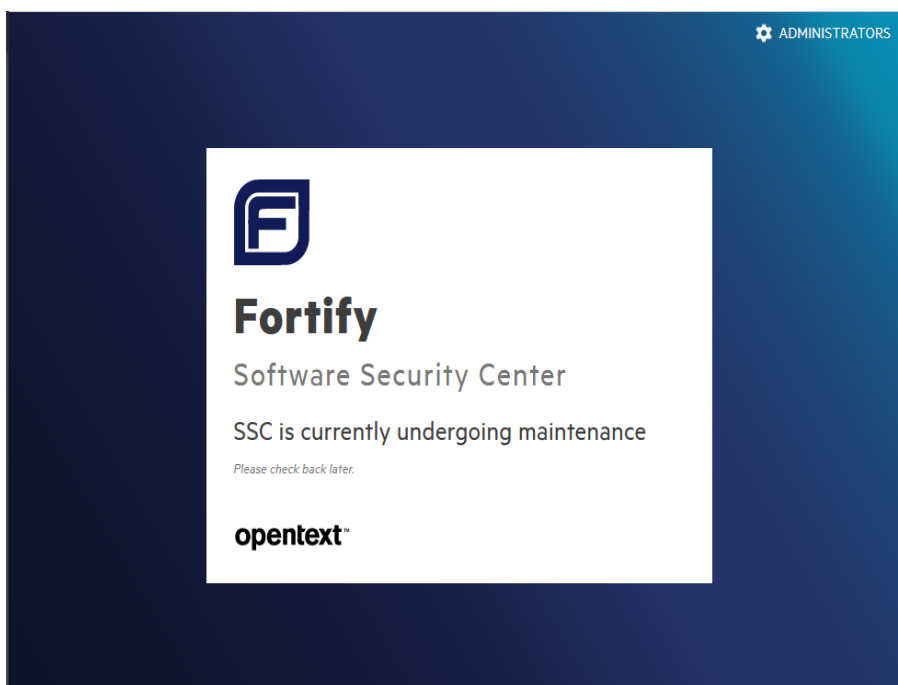 ADMINISTRATORS
F
Fortify
Software Security Center
SSC is currently undergoing maintenance
Please check back later.
opentext™